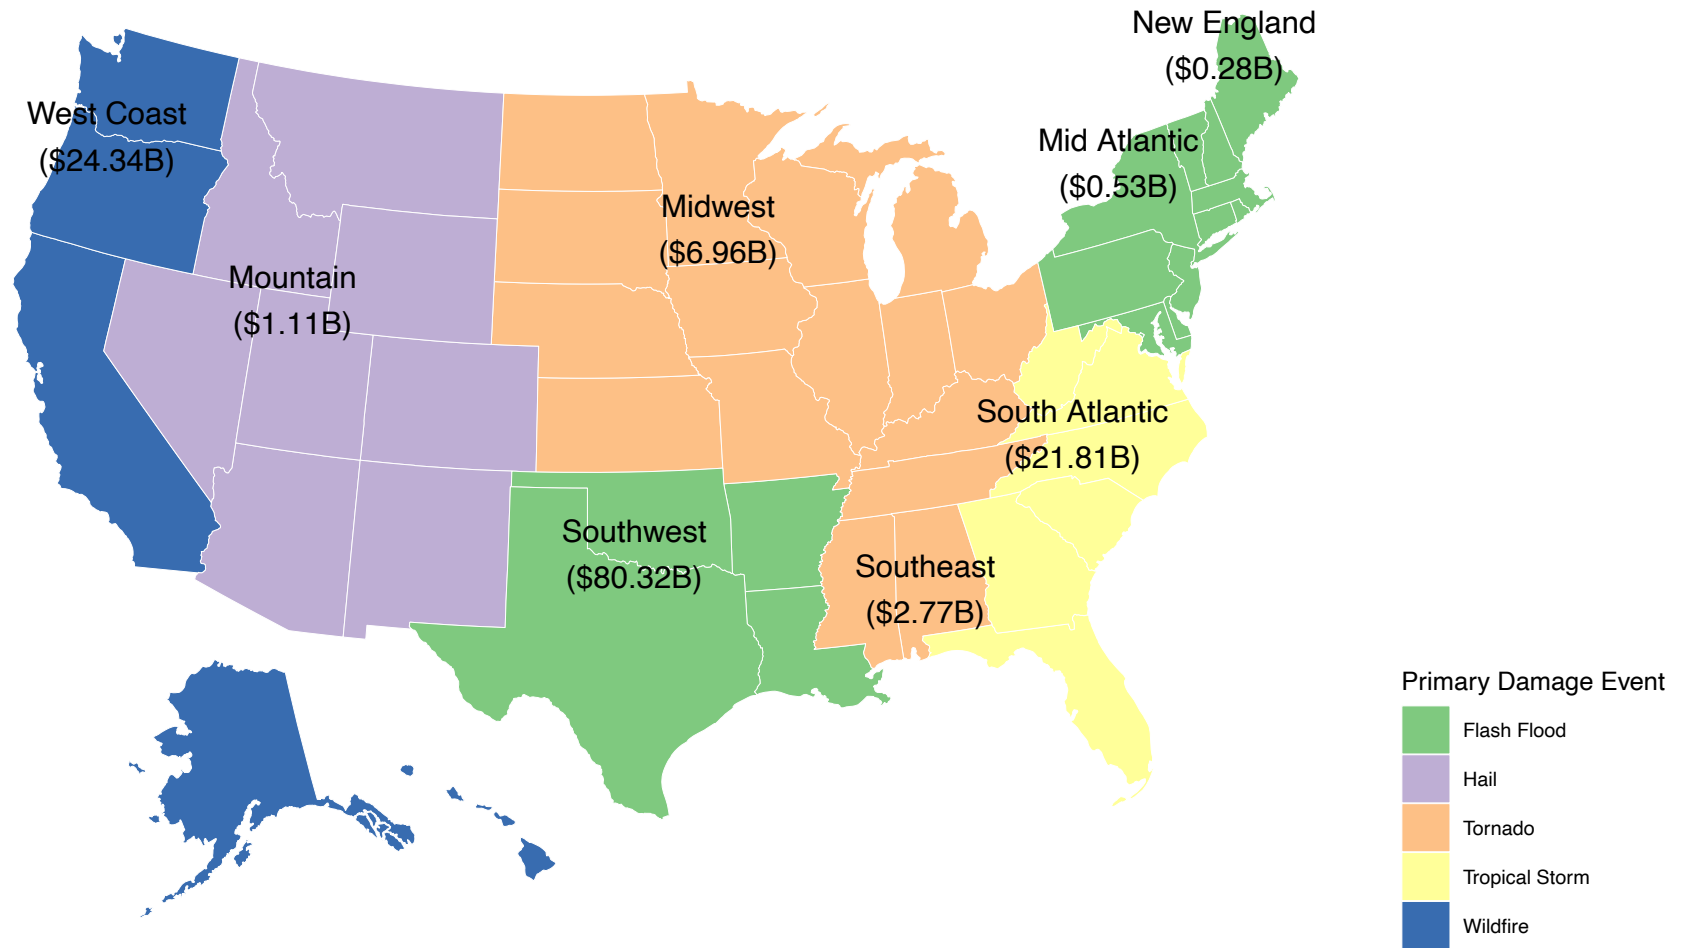 New England
($0.28B)
West Coast
($24.34B)
Mid Atlantic
($0.53B)
Midwest
($6.96B)
Mountain
($1.11B)
South Atlantic
($21.81B)
Southwest
($80.32B)
Southeast
($2.77B)
Primary Damage Event
Flash Flood
Hail
Tornado
Tropical Storm
Wildfire